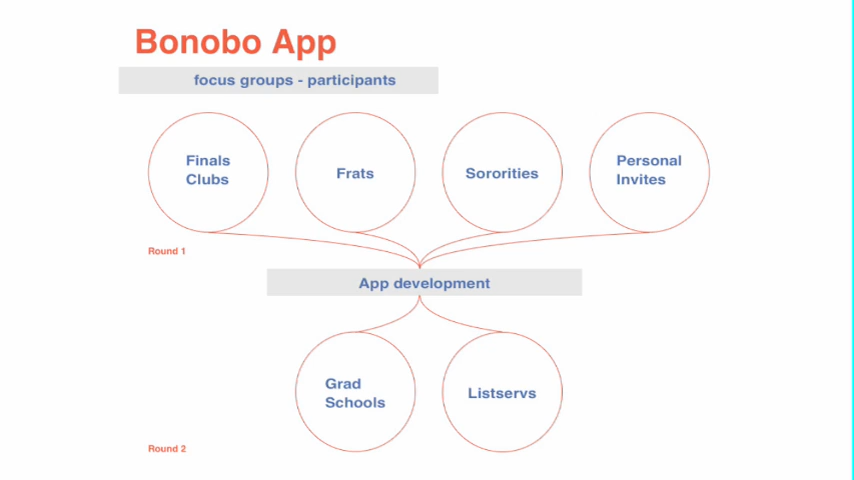 Bonobo App
focus groups - participants
Finals
Clubs
Frats
Sororities
Personal
Invites
Round 1
App development
Grad
Schools
Listservs
Round 2